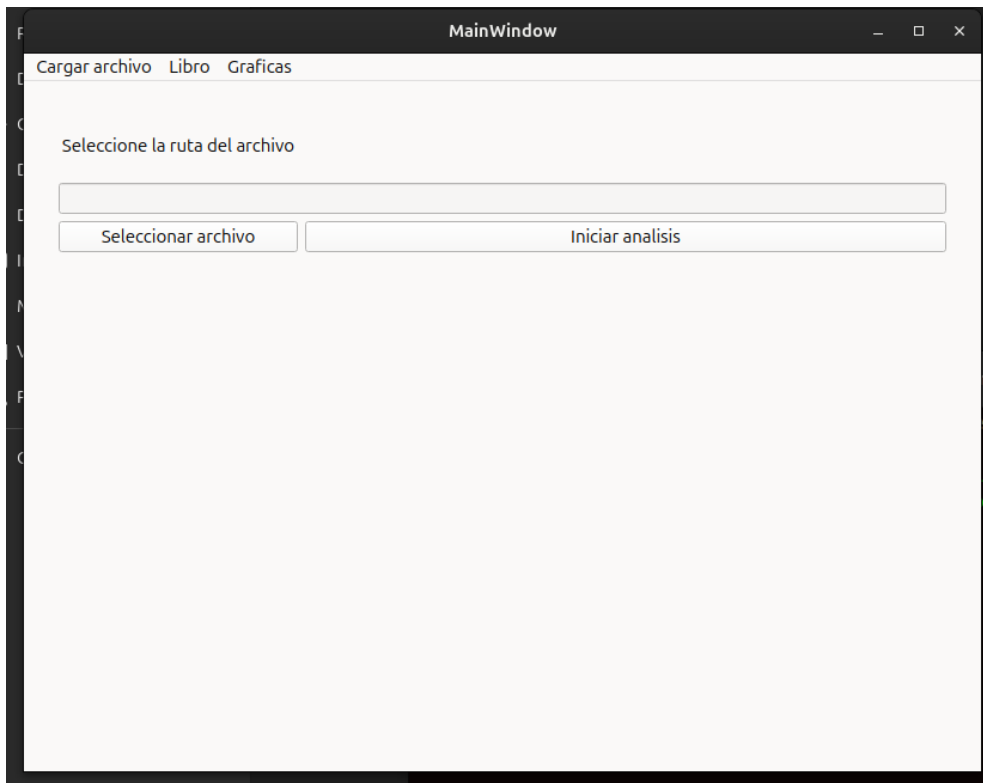 MainWindow
Cargar archivo Libro Graficas
Seleccione la ruta del archivo
Seleccionar archivo Iniciar analisis